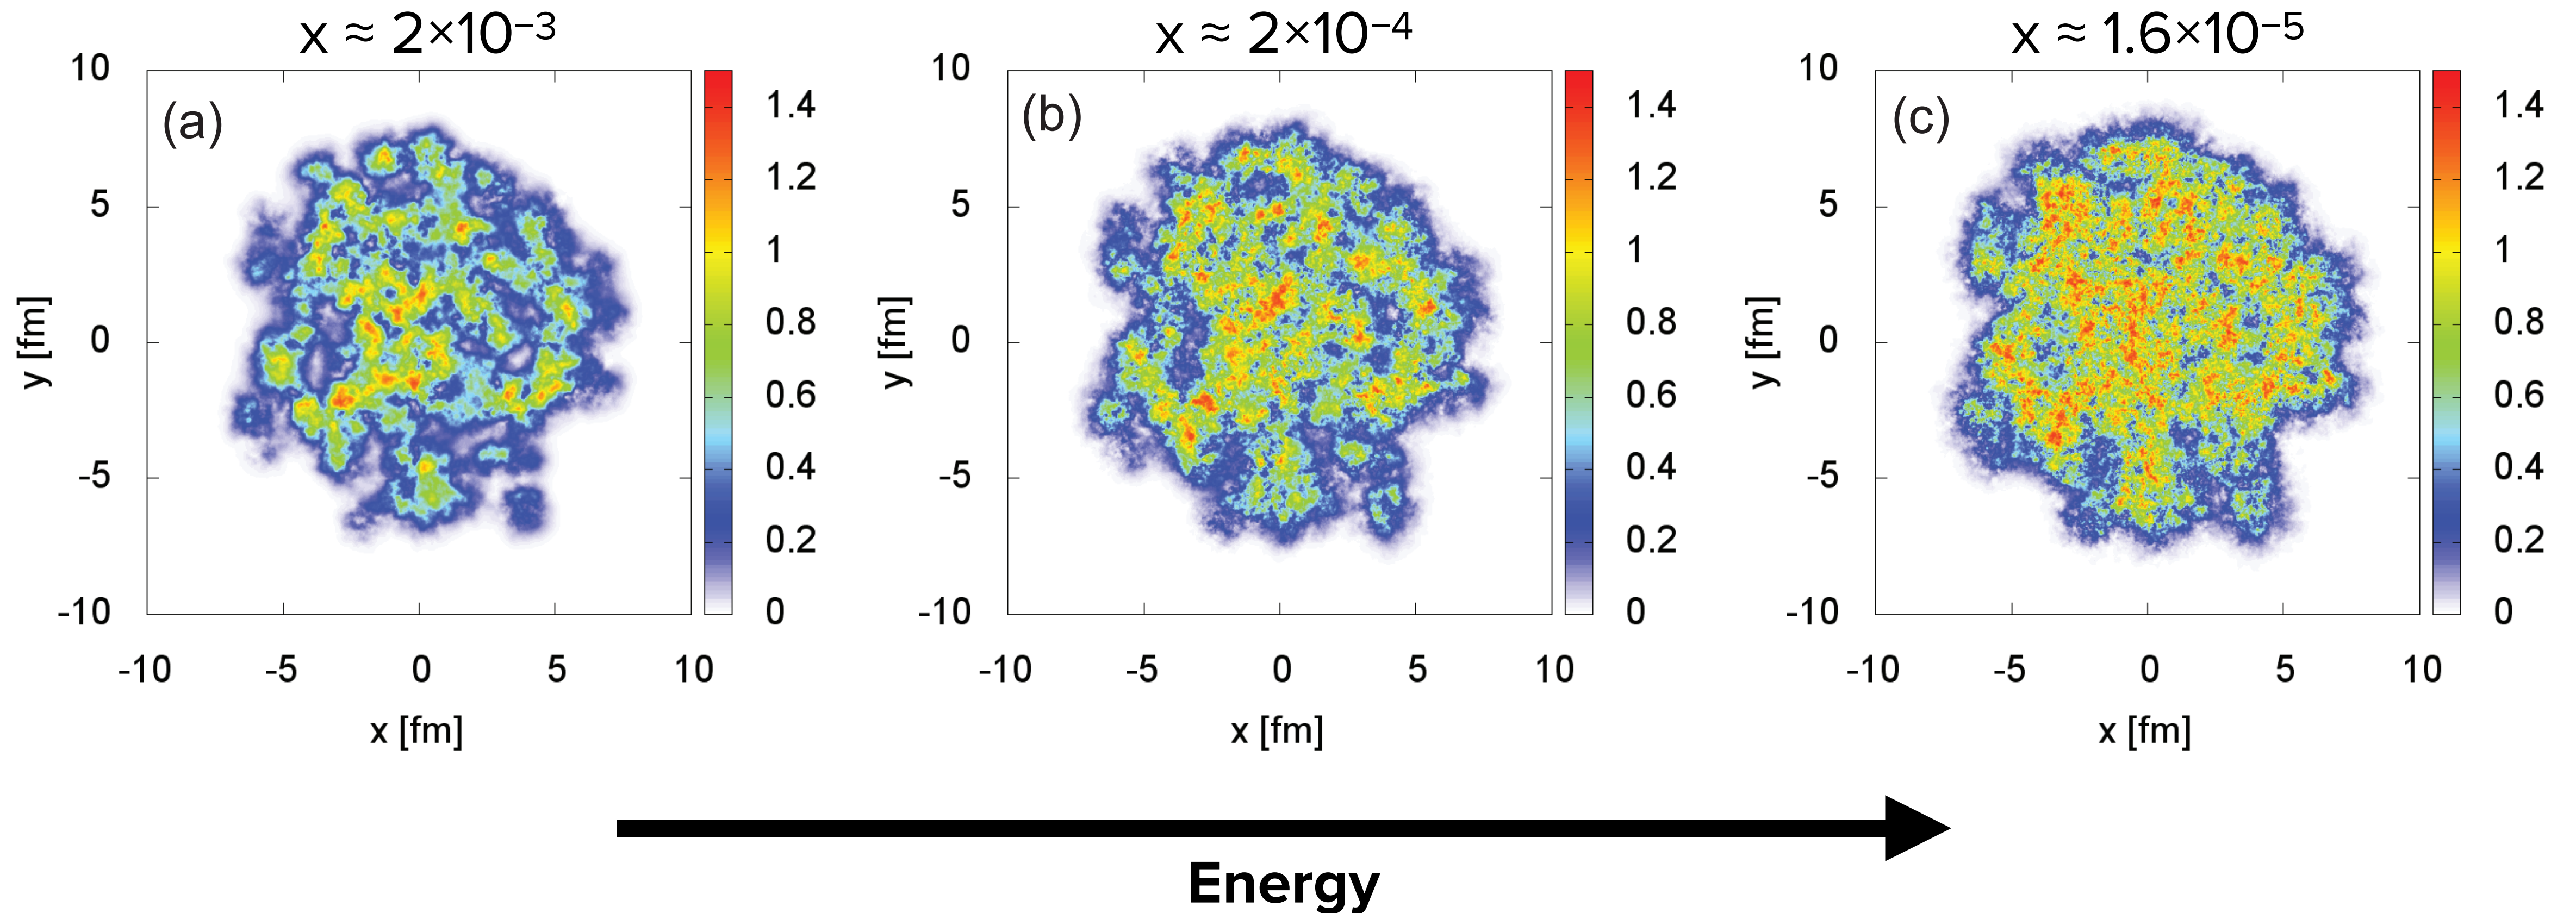 x ≈ 2×10⁻³
(a)
10
5
0
-5
-10
y [fm]
-10 -5 0 5 10
x [fm]
1.4
1.2
1
0.8
0.6
0.4
0.2
0
x ≈ 2×10⁻⁴
(b)
10
5
0
-5
-10
y [fm]
-10 -5 0 5 10
x [fm]
1.4
1.2
1
0.8
0.6
0.4
0.2
0
x ≈ 1.6×10⁻⁵
(c)
10
5
0
-5
-10
y [fm]
-10 -5 0 5 10
x [fm]
1.4
1.2
1
0.8
0.6
0.4
0.2
0
Energy